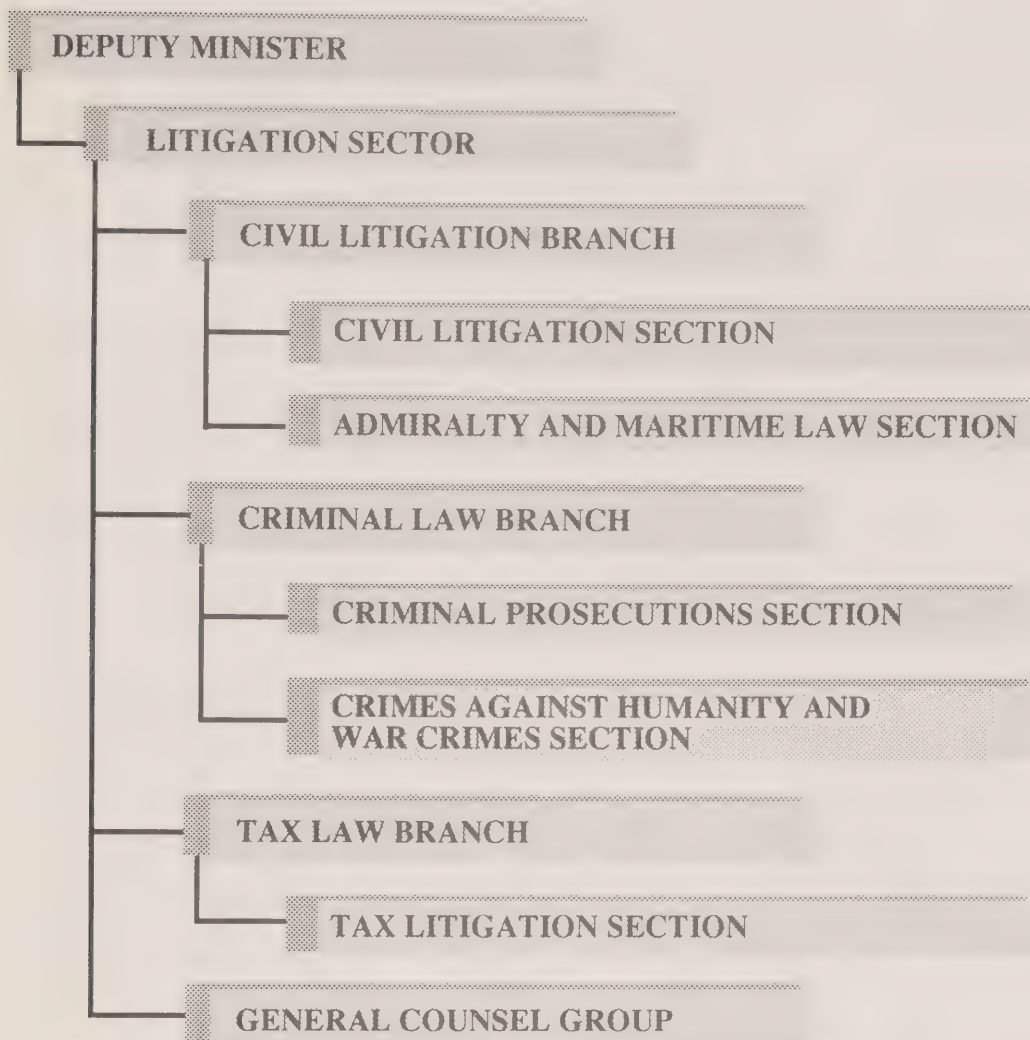 DEPUTY MINISTER
LITIGATION SECTOR
CIVIL LITIGATION BRANCH
CIVIL LITIGATION SECTION
ADMIRALTY AND MARITIME LAW SECTION
CRIMINAL LAW BRANCH
CRIMINAL PROSECUTIONS SECTION
CRIMES AGAINST HUMANITY AND
WAR CRIMES SECTION
TAX LAW BRANCH
TAX LITIGATION SECTION
GENERAL COUNSEL GROUP